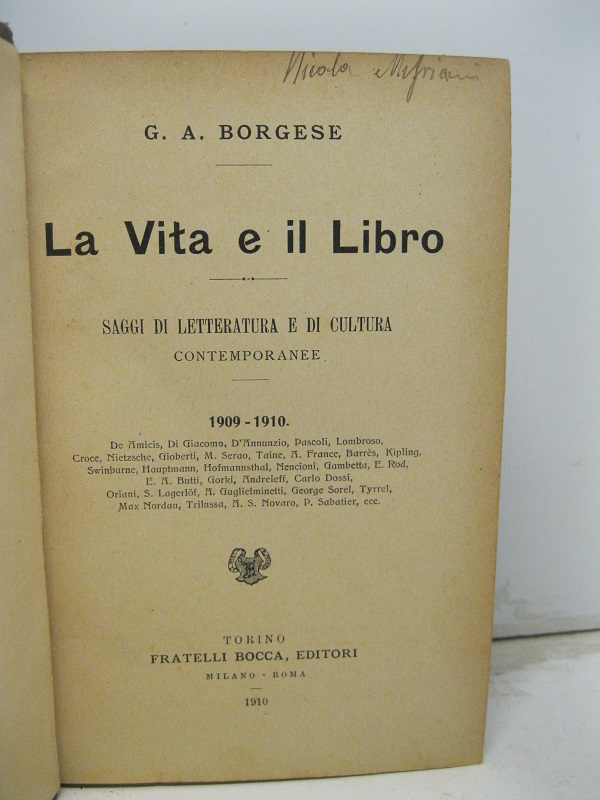 Nicola
G. A. BORGESE
La Vita e il Libro
SAGGI DI LETTERATURA E DI CULTURA
CONTEMPORANEE
1909 - 1910.
De Amicis, Di Giacomo, D'Annunzio, Pascoli, Lombroso,
Croce, Nietzsche, Gioberti, M. Serao, Taine, A. France, Barrès, Kipling,
Swinburne, Hauptmann, Hofmannsthal, Nencioni, Gambetta, E. Rod,
E. A. Butti, Gorki, Andreieff, Carlo Dossi,
Oriani, S. Lagerlöf, A. Guglielminetti, George Sorel, Tyrrel,
Max Nordau, Trilussa, A. S. Novaro, P. Sabatier, ecc.
TORINO
FRATELLI BOCCA, EDITORI
MILANO - ROMA
1910